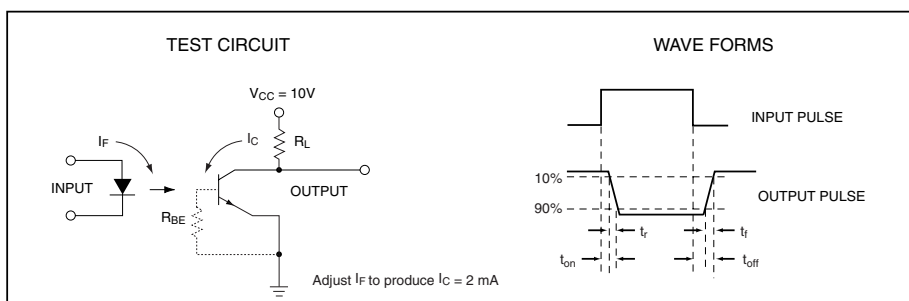 TEST CIRCUIT
WAVE FORMS
VCC = 10V
IF
IC
RL
INPUT PULSE
INPUT
OUTPUT
RBE
10%
OUTPUT PULSE
90%
tr
tf
ton
toff
Adjust IF to produce IC = 2 mA